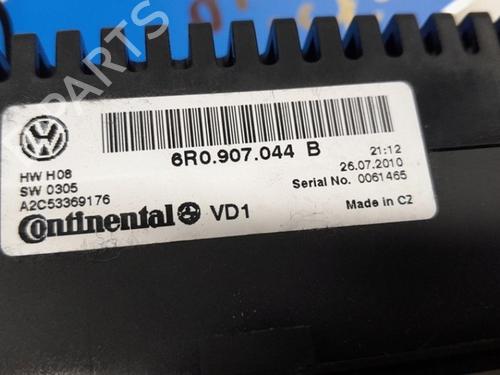 6R0.907.044 B
21:12
26.07.2010
Serial No. 0061465
Made in C2
HW H08
SW 0305
A2C53369176
Continental VD1
B-PARTS